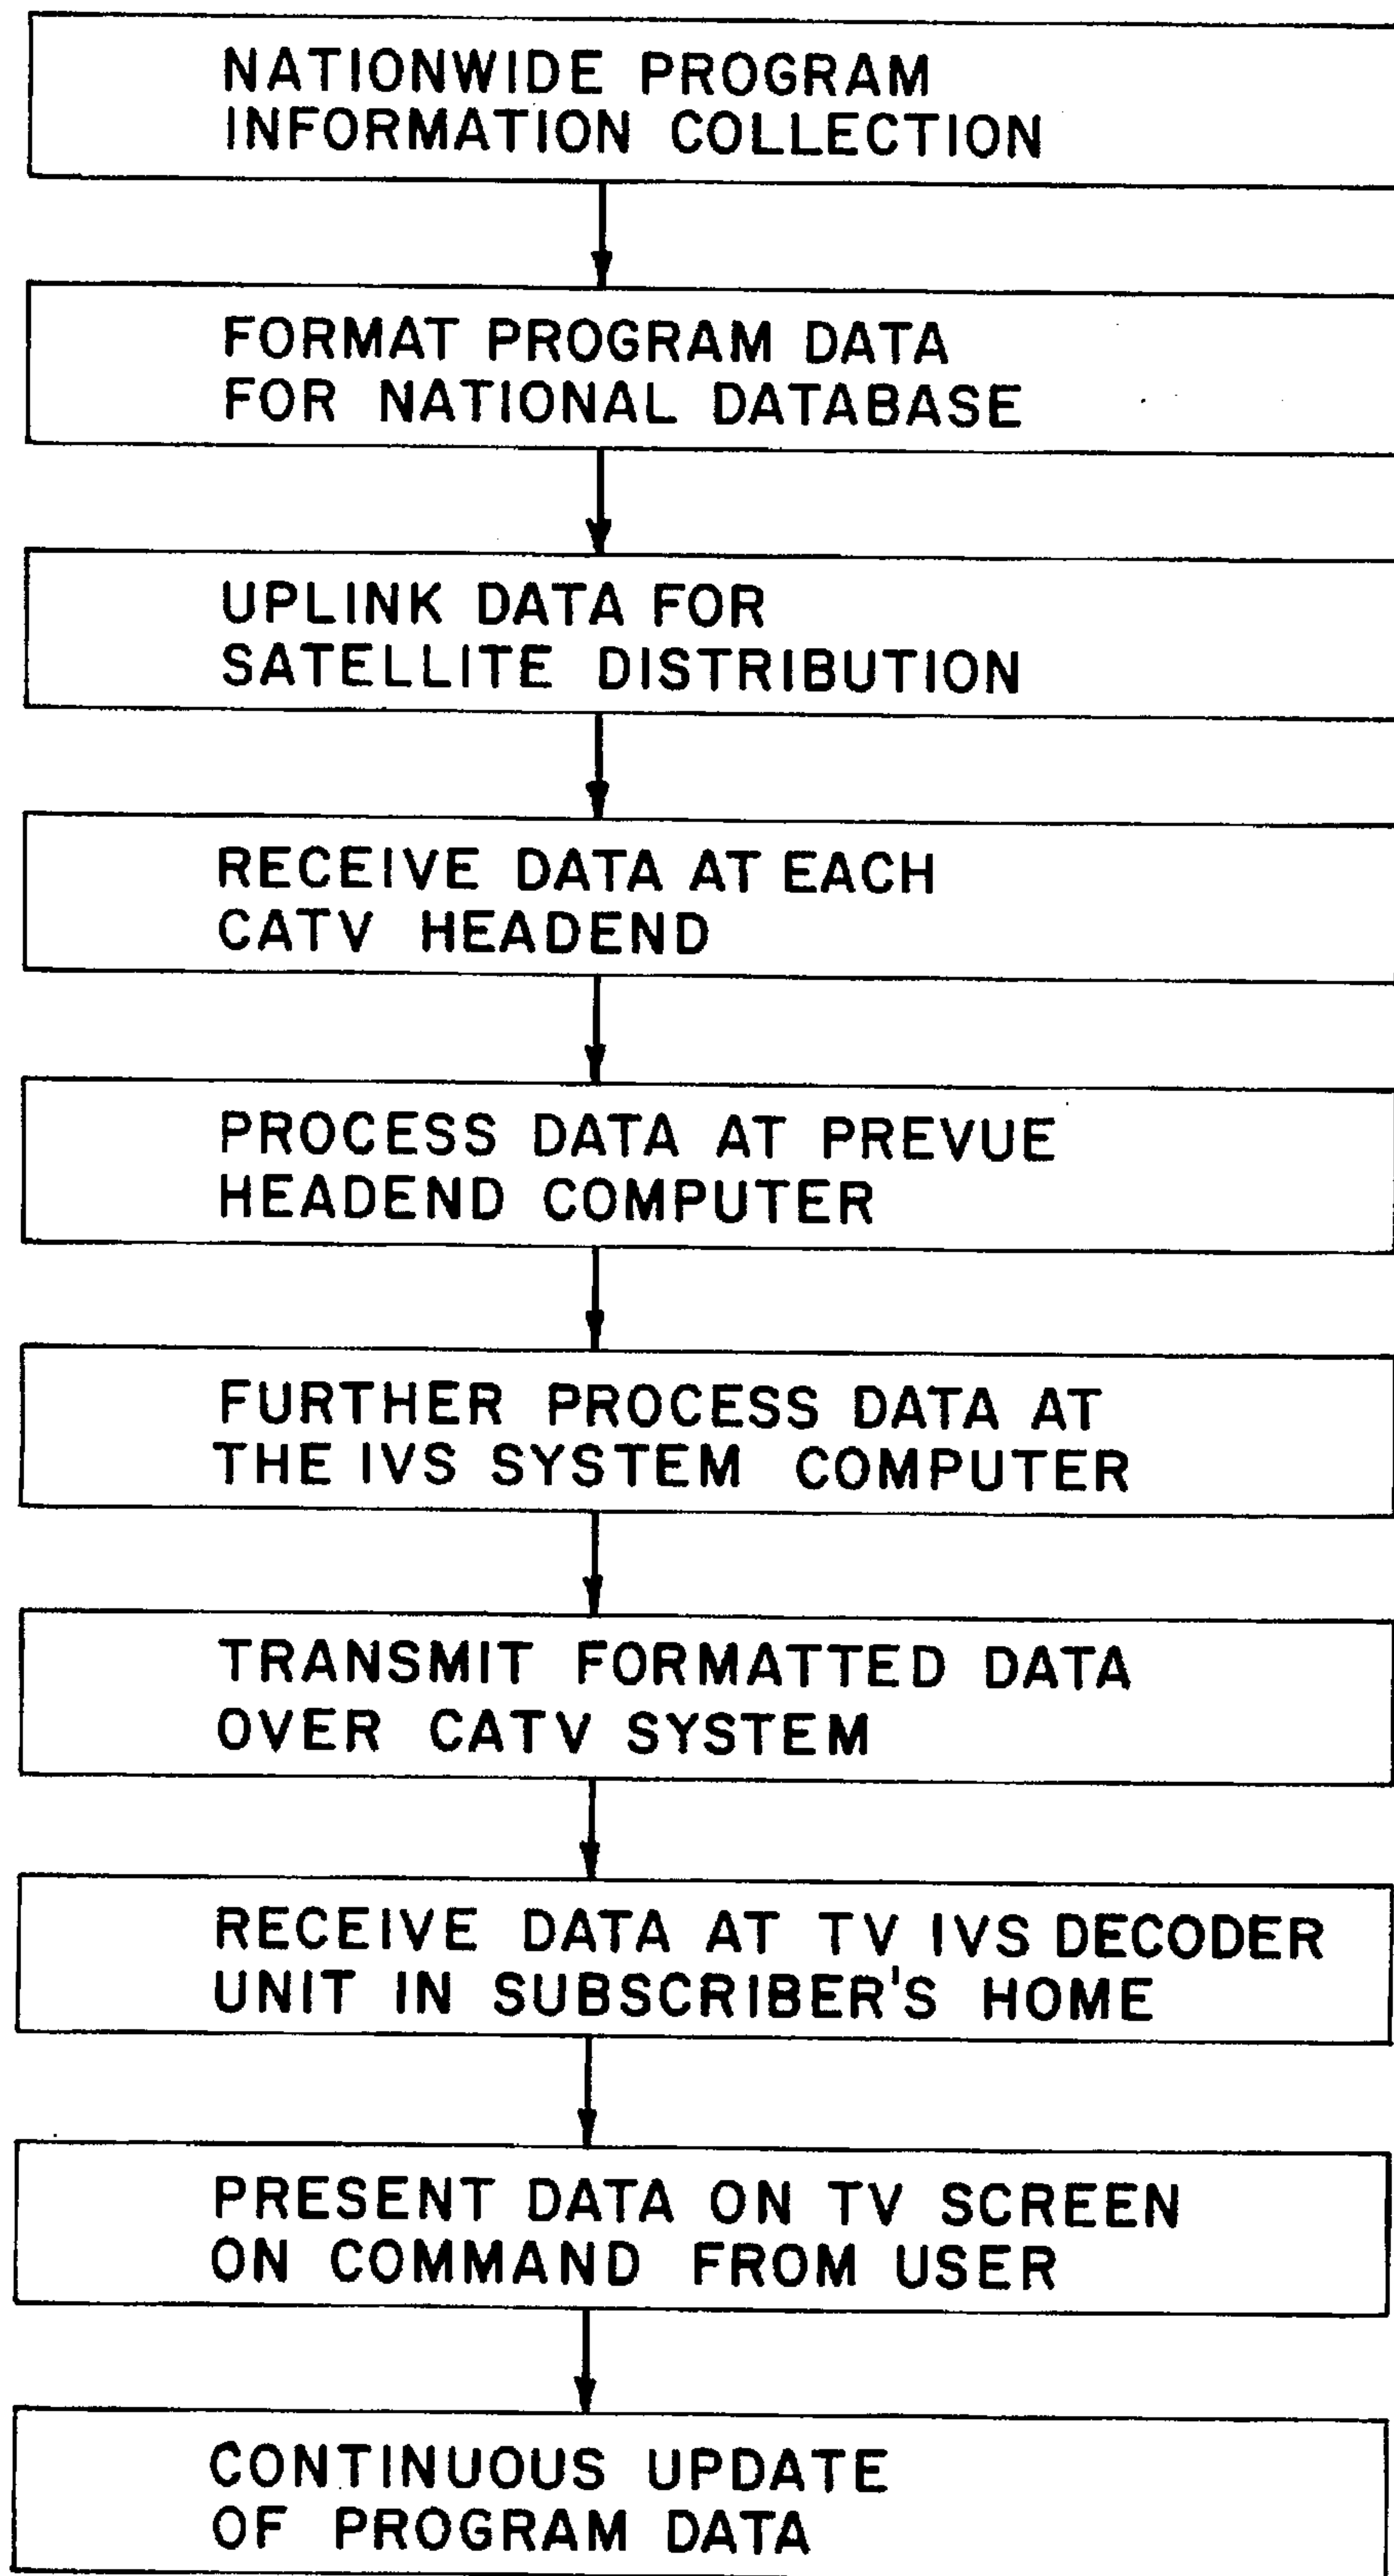 NATIONWIDE PROGRAM
INFORMATION COLLECTION
FORMAT PROGRAM DATA
FOR NATIONAL DATABASE
UPLINK DATA FOR
SATELLITE DISTRIBUTION
RECEIVE DATA AT EACH
CATV HEADEND
PROCESS DATA AT PREVUE
HEADEND COMPUTER
FURTHER PROCESS DATA AT
THE IVS SYSTEM COMPUTER
TRANSMIT FORMATTED DATA
OVER CATV SYSTEM
RECEIVE DATA AT TV IVS DECODER
UNIT IN SUBSCRIBER'S HOME
PRESENT DATA ON TV SCREEN
ON COMMAND FROM USER
CONTINUOUS UPDATE
OF PROGRAM DATA